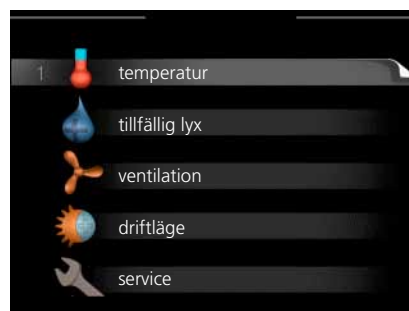 1 temperatur
tillfällig lyx
ventilation
driftläge
service